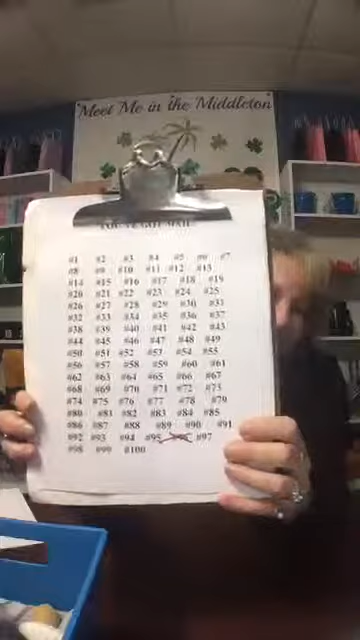 Meet Me in the Middleton
YOU'VE GOT MAIL
#1 #2 #3 #4 #5 #6 #7
#8 #9 #10 #11 #12 #13
#14 #15 #16 #17 #18 #19
#20 #21 #22 #23 #24 #25
#26 #27 #28 #29 #30 #31
#32 #33 #34 #35 #36 #37
#38 #39 #40 #41 #42 #43
#44 #45 #46 #47 #48 #49
#50 #51 #52 #53 #54 #55
#56 #57 #58 #59 #60 #61
#62 #63 #64 #65 #66 #67
#68 #69 #70 #71 #72 #73
#74 #75 #76 #77 #78 #79
#80 #81 #82 #83 #84 #85
#86 #87 #88 #89 #90 #91
#92 #93 #94 #95 #97
#98 #99 #100